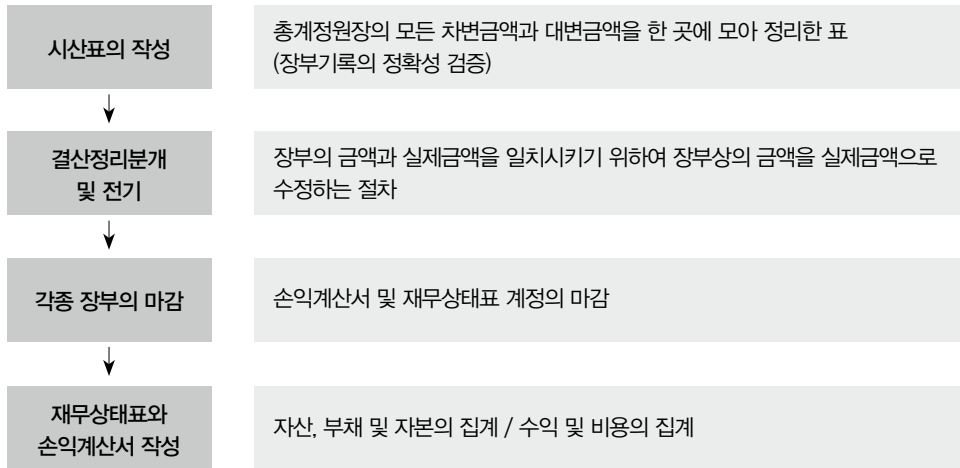 시산표의 작성
총계정원장의 모든 차변금액과 대변금액을 한 곳에 모아 정리한 표
(장부기록의 정확성 검증)
결산정리분개
및 전기
장부의 금액과 실제금액을 일치시키기 위하여 장부상의 금액을 실제금액으로
수정하는 절차
각종 장부의 마감
손익계산서 및 재무상태표 계정의 마감
재무상태표와
손익계산서 작성
자산, 부채 및 자본의 집계 / 수익 및 비용의 집계